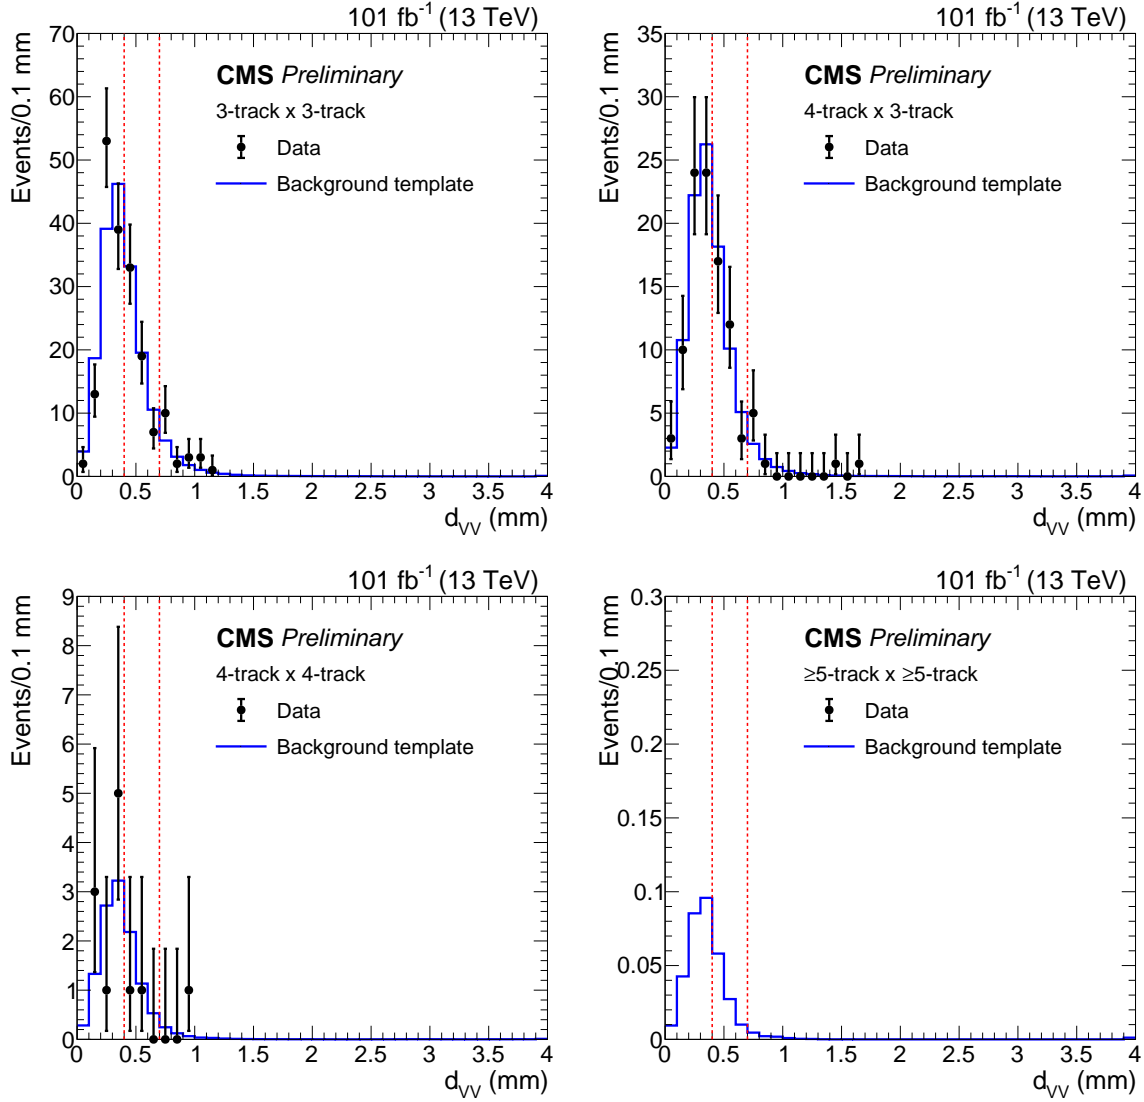 101 fb⁻¹ (13 TeV)
Events/0.1 mm
70
60
50
40
30
20
10
0
CMS Preliminary
3-track x 3-track
Data
Background template
0 0.5 1 1.5 2 2.5 3 3.5 4
d_VV (mm)
101 fb⁻¹ (13 TeV)
Events/0.1 mm
35
30
25
20
15
10
5
0
CMS Preliminary
4-track x 3-track
Data
Background template
0 0.5 1 1.5 2 2.5 3 3.5 4
d_VV (mm)
101 fb⁻¹ (13 TeV)
Events/0.1 mm
9
8
7
6
5
4
3
2
1
0
CMS Preliminary
4-track x 4-track
Data
Background template
0 0.5 1 1.5 2 2.5 3 3.5 4
d_VV (mm)
101 fb⁻¹ (13 TeV)
Events/0.1 mm
0.3
0.25
0.2
0.15
0.1
0.05
0
CMS Preliminary
≥5-track x ≥5-track
Data
Background template
0 0.5 1 1.5 2 2.5 3 3.5 4
d_VV (mm)